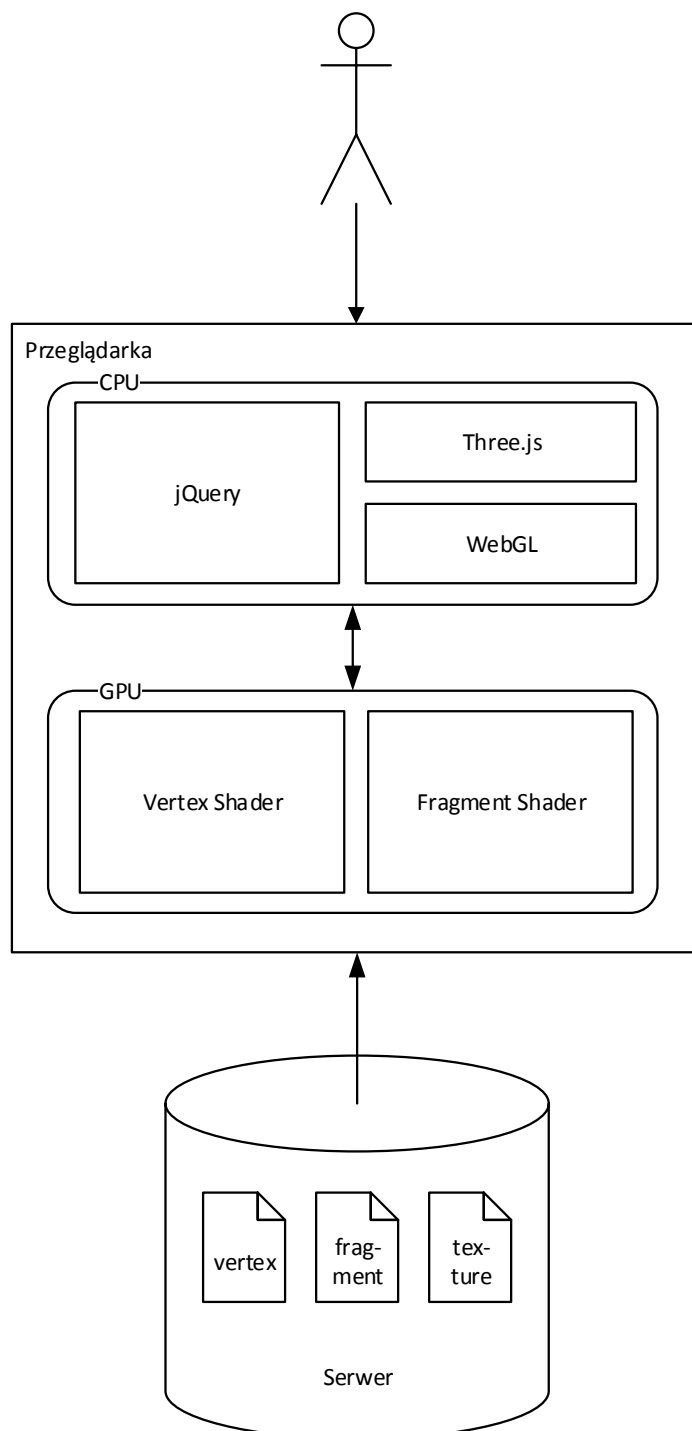 Przeglądarka
CPU
jQuery
Three.js
WebGL
GPU
Vertex Shader
Fragment Shader
vertex
frag-
ment
tex-
ture
Serwer